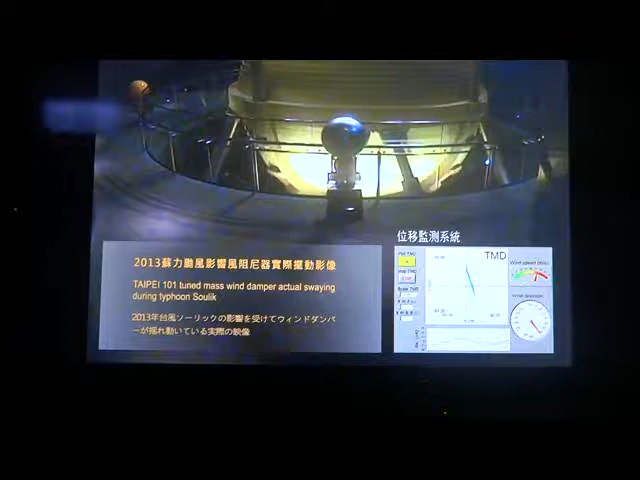 2013蘇力颱風影響風阻尼器實際擺動影像
TAIPEI 101 tuned mass wind damper actual swaying
during typhoon Soulik
2013年台風ソーリックの影響を受けてウィンドダンパ
ーが揺れ動いている実際の映像
位移監測系統
TMD
Wind speed (m/s)
Wind direction